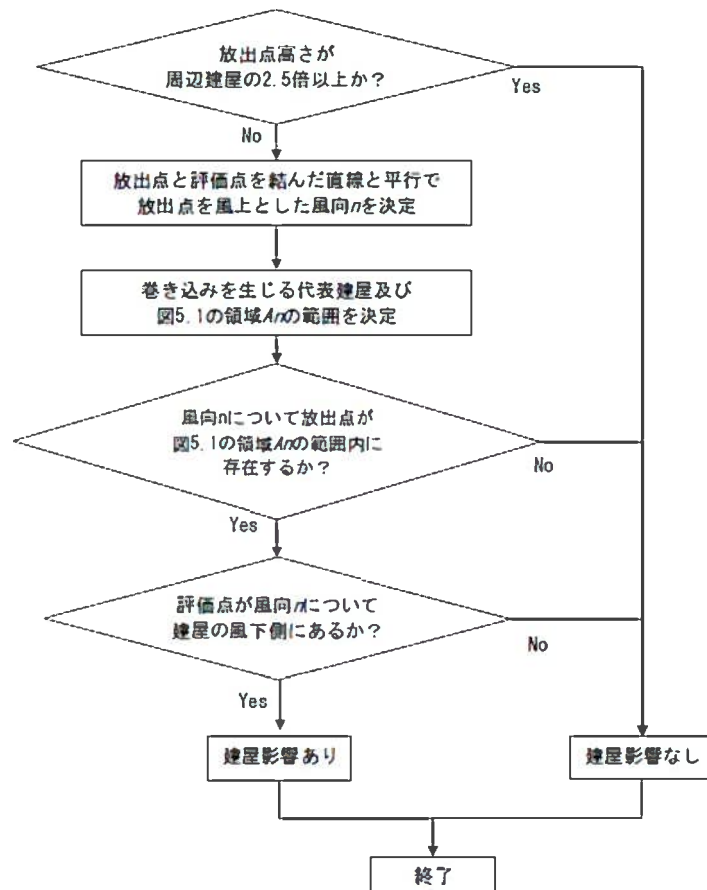 放出点高さが
周辺建屋の2.5倍以上か？
Yes
No
放出点と評価点を結んだ直線と平行で
放出点を風上とした風向nを決定
巻き込みを生じる代表建屋及び
図5.1の領域Anの範囲を決定
風向nについて放出点が
図5.1の領域Anの範囲内に
存在するか？
No
Yes
評価点が風向nについて
建屋の風下側にあるか？
No
Yes
建屋影響あり
建屋影響なし
終了